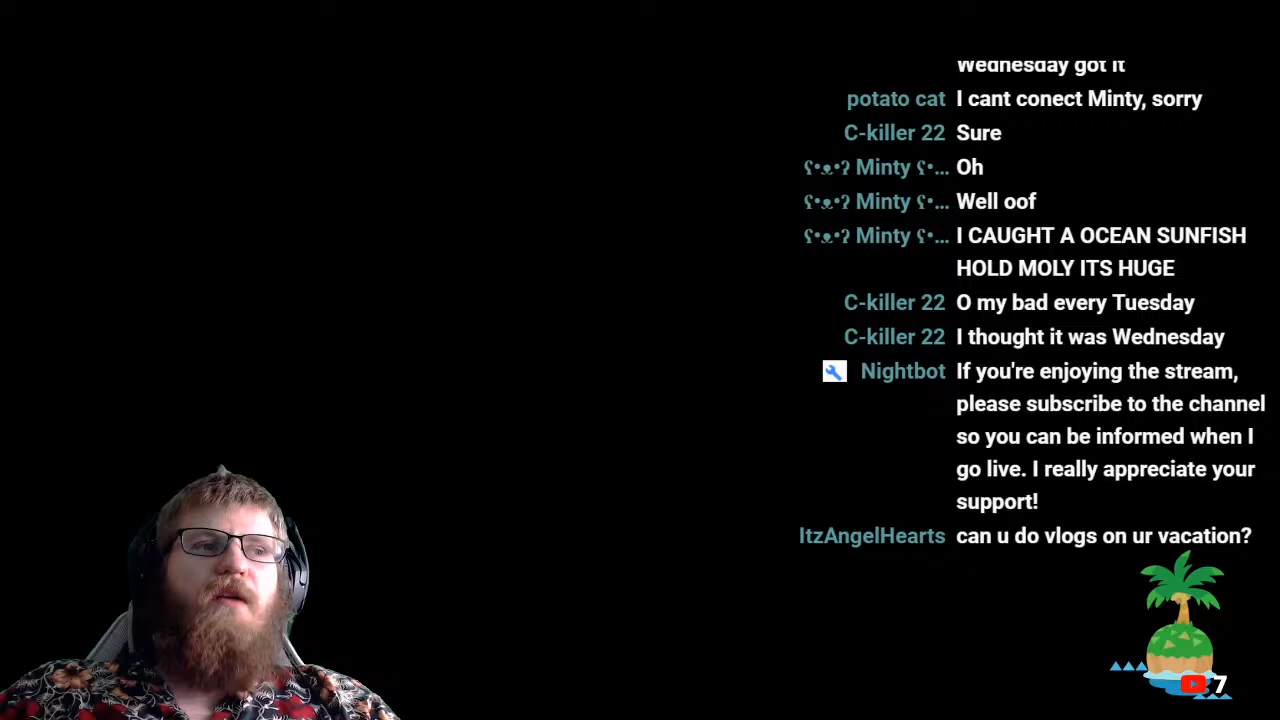 Wednesday got it
potato cat I cant conect Minty, sorry
C-killer 22 Sure
ʕ•ᴥ•ʔ Minty ʕ•... Oh
ʕ•ᴥ•ʔ Minty ʕ•... Well oof
ʕ•ᴥ•ʔ Minty ʕ•... I CAUGHT A OCEAN SUNFISH
HOLD MOLY ITS HUGE
C-killer 22 O my bad every Tuesday
C-killer 22 I thought it was Wednesday
Nightbot If you're enjoying the stream,
please subscribe to the channel
so you can be informed when I
go live. I really appreciate your
support!
ItzAngelHearts can u do vlogs on ur vacation?
7